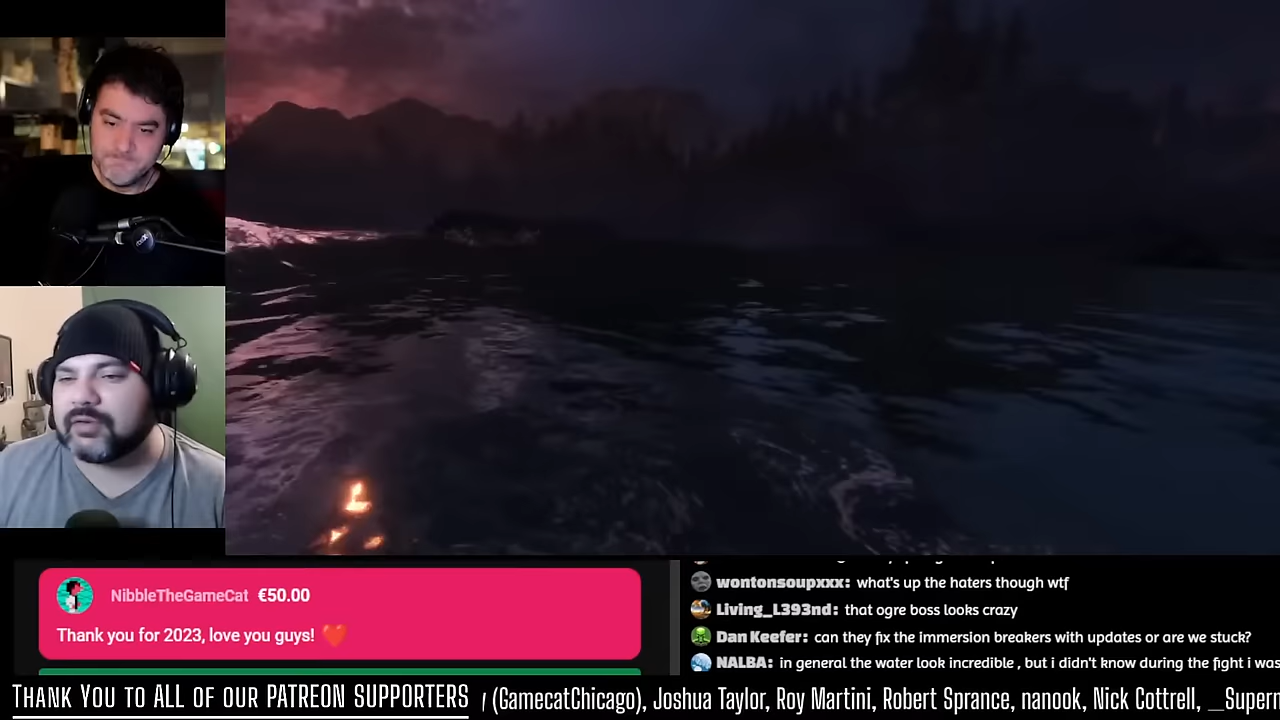 NibbleTheGameCat €50.00
Thank you for 2023, love you guys! ❤️
wontonsoupxxx: what's up the haters though wtf
Living_L393nd: that ogre boss looks crazy
Dan Keefer: can they fix the immersion breakers with updates or are we stuck?
NALBA: in general the water look incredible , but i didn't know during the fight i was
THANK YOU TO ALL OF OUR PATREON SUPPORTERS
(GamecatChicago), Joshua Taylor, Roy Martini, Robert Sprance, nanook, Nick Cottrell,